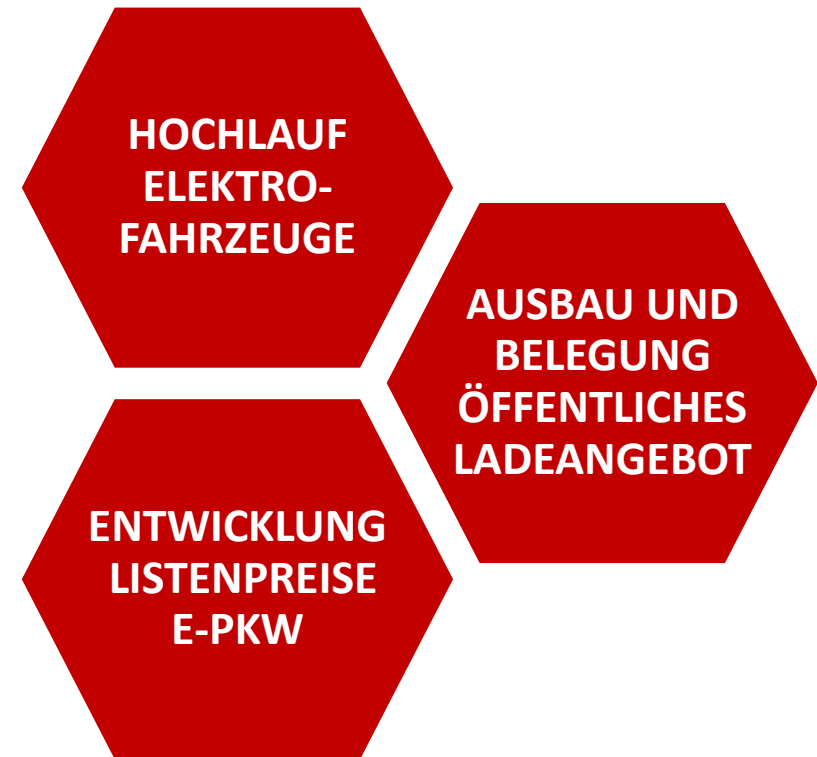 HOCHLAUF
ELEKTRO-
FAHRZEUGE
AUSBAU UND
BELEGUNG
ÖFFENTLICHES
LADEANGEBOT
ENTWICKLUNG
LISTENPREISE
E-PKW